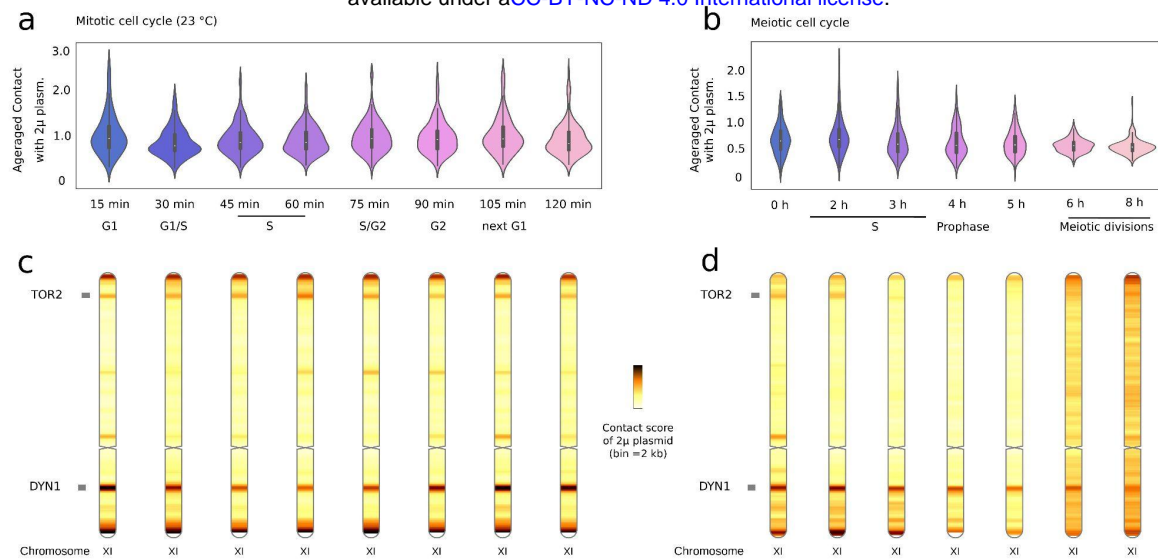 available under aCC-BY-NC-ND 4.0 International license.
a
Mitotic cell cycle (23 °C)
Ageraged Contact
with 2μ plasm.
3.0
1.0
0
15 min 30 min 45 min 60 min 75 min 90 min 105 min 120 min
G1 G1/S S S/G2 G2 next G1
b
Meiotic cell cycle
Ageraged Contact
with 2μ plasm.
2.0
1.0
0.5
0
0 h 2 h 3 h 4 h 5 h 6 h 8 h
S Prophase Meiotic divisions
c
TOR2
DYN1
Chromosome XI XI XI XI XI XI XI XI
Contact score
of 2μ plasmid
(bin =2 kb)
d
TOR2
DYN1
Chromosome XI XI XI XI XI XI XI